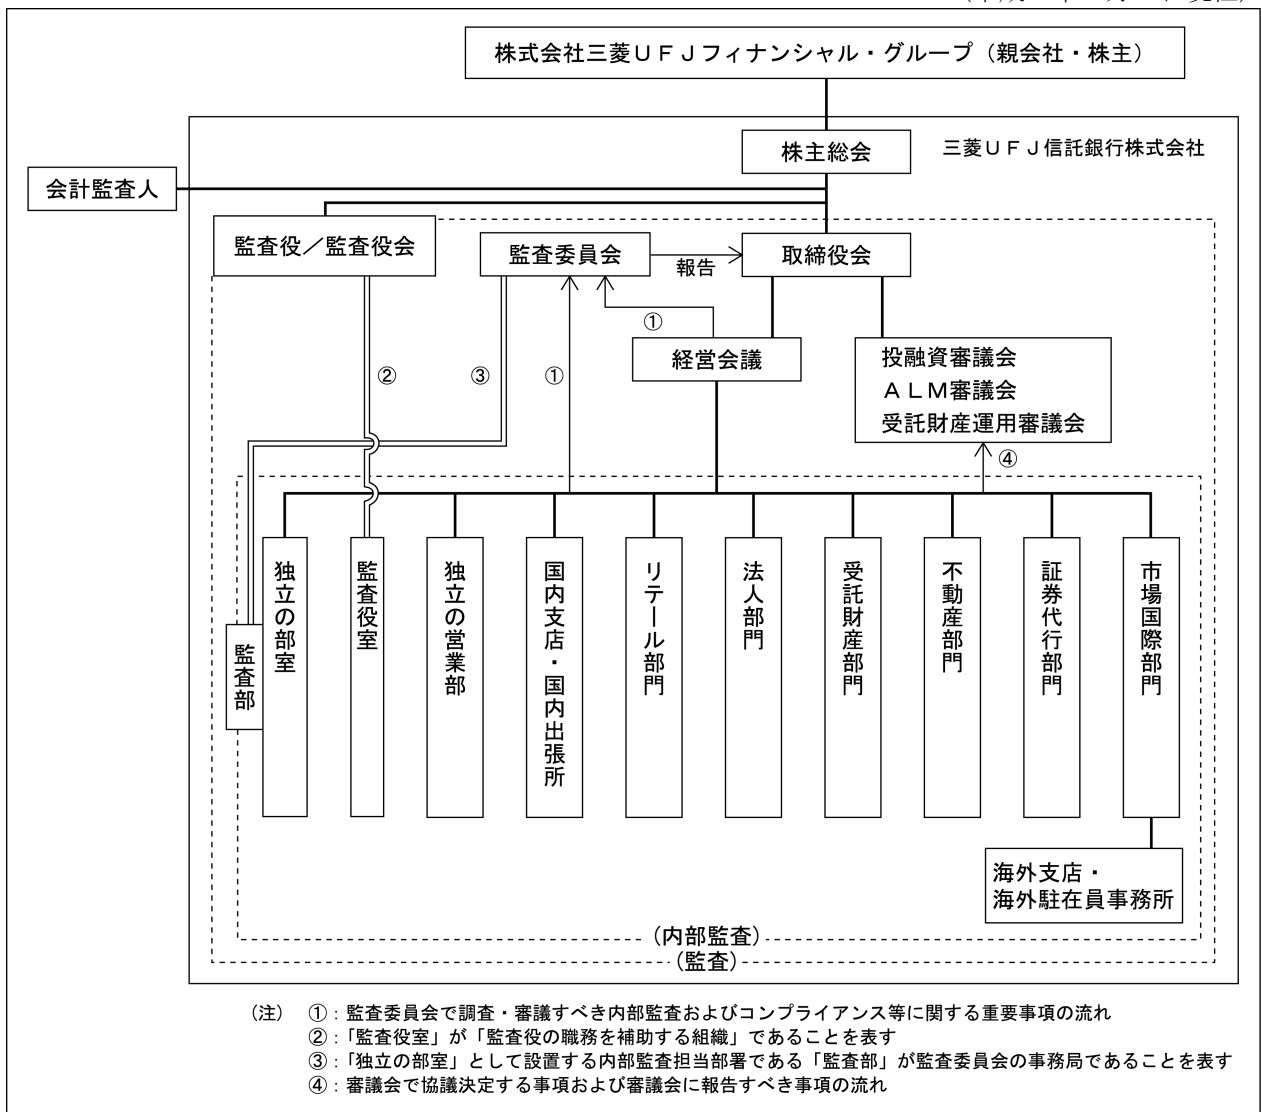 株式会社三菱ＵＦＪフィナンシャル・グループ（親会社・株主）
株主総会
三菱ＵＦＪ信託銀行株式会社
会計監査人
監査役／監査役会
監査委員会
報告
取締役会
①
経営会議
投融資審議会
ＡＬＭ審議会
受託財産運用審議会
②
③
①
④
独立の部室
監査役室
独立の営業部
国内支店・国内出張所
リテール部門
法人部門
受託財産部門
不動産部門
証券代行部門
市場国際部門
監査部
海外支店・
海外駐在員事務所
（内部監査）
（監査）
（注） ①：監査委員会で調査・審議すべき内部監査およびコンプライアンス等に関する重要事項の流れ
②：「監査役室」が「監査役の職務を補助する組織」であることを表す
③：「独立の部室」として設置する内部監査担当部署である「監査部」が監査委員会の事務局であることを表す
④：審議会で協議決定する事項および審議会に報告すべき事項の流れ